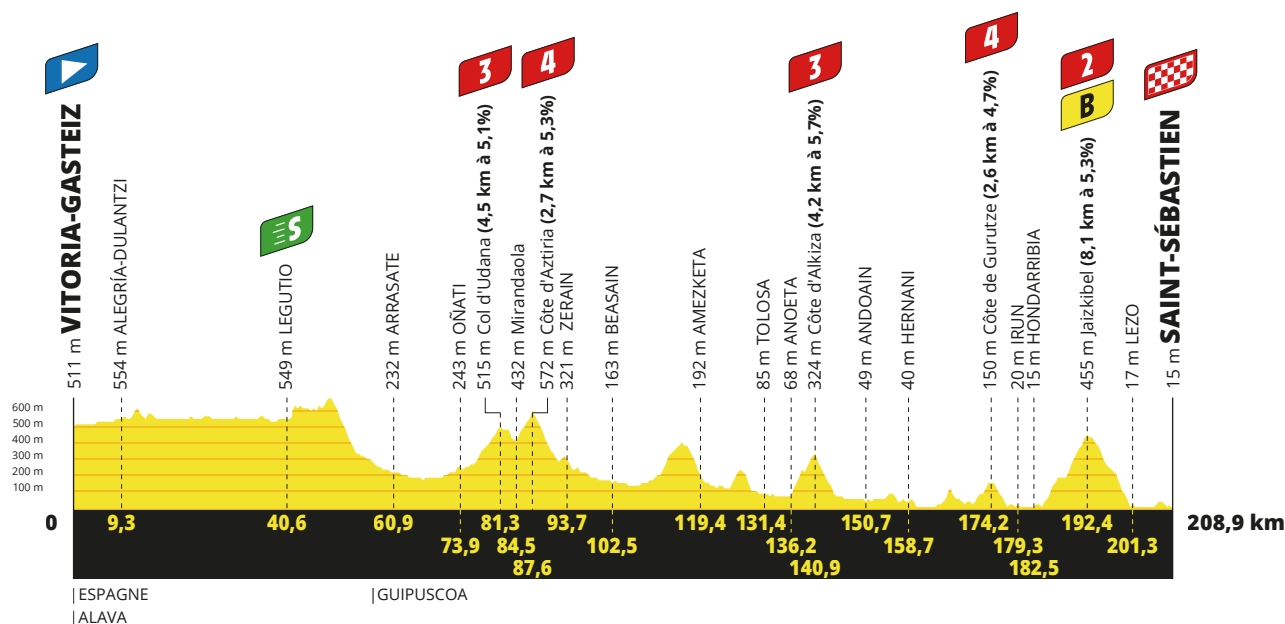 3
4
3
4
2
B
S
511 m VITORIA-GASTEIZ
554 m ALEGRÍA-DULANTZI
549 m LEGUTIO
232 m ARRASATE
243 m OÑATI
515 m Col d'Udana (4,5 km à 5,1%)
432 m Mirandaola
572 m Côte d'Aztiria (2,7 km à 5,3%)
321 m ZERAIN
163 m BEASAIN
192 m AMEZKETA
85 m TOLOSA
68 m ANOETA
324 m Côte d'Alkiza (4,2 km à 5,7%)
49 m ANDOAIN
40 m HERNANI
150 m Côte de Gurutze (2,6 km à 4,7%)
20 m IRUN
15 m HONDARRIBIA
455 m Jaizkibel (8,1 km à 5,3%)
17 m LEZO
15 m SAINT-SÉBASTIEN
600 m
500 m
400 m
300 m
200 m
100 m
0
9,3
40,6
60,9
73,9
81,3
84,5
87,6
93,7
102,5
119,4
131,4
136,2
140,9
150,7
158,7
174,2
179,3
182,5
192,4
201,3
208,9 km
|ESPAGNE
|GUIPUSCOA
|ALAVA